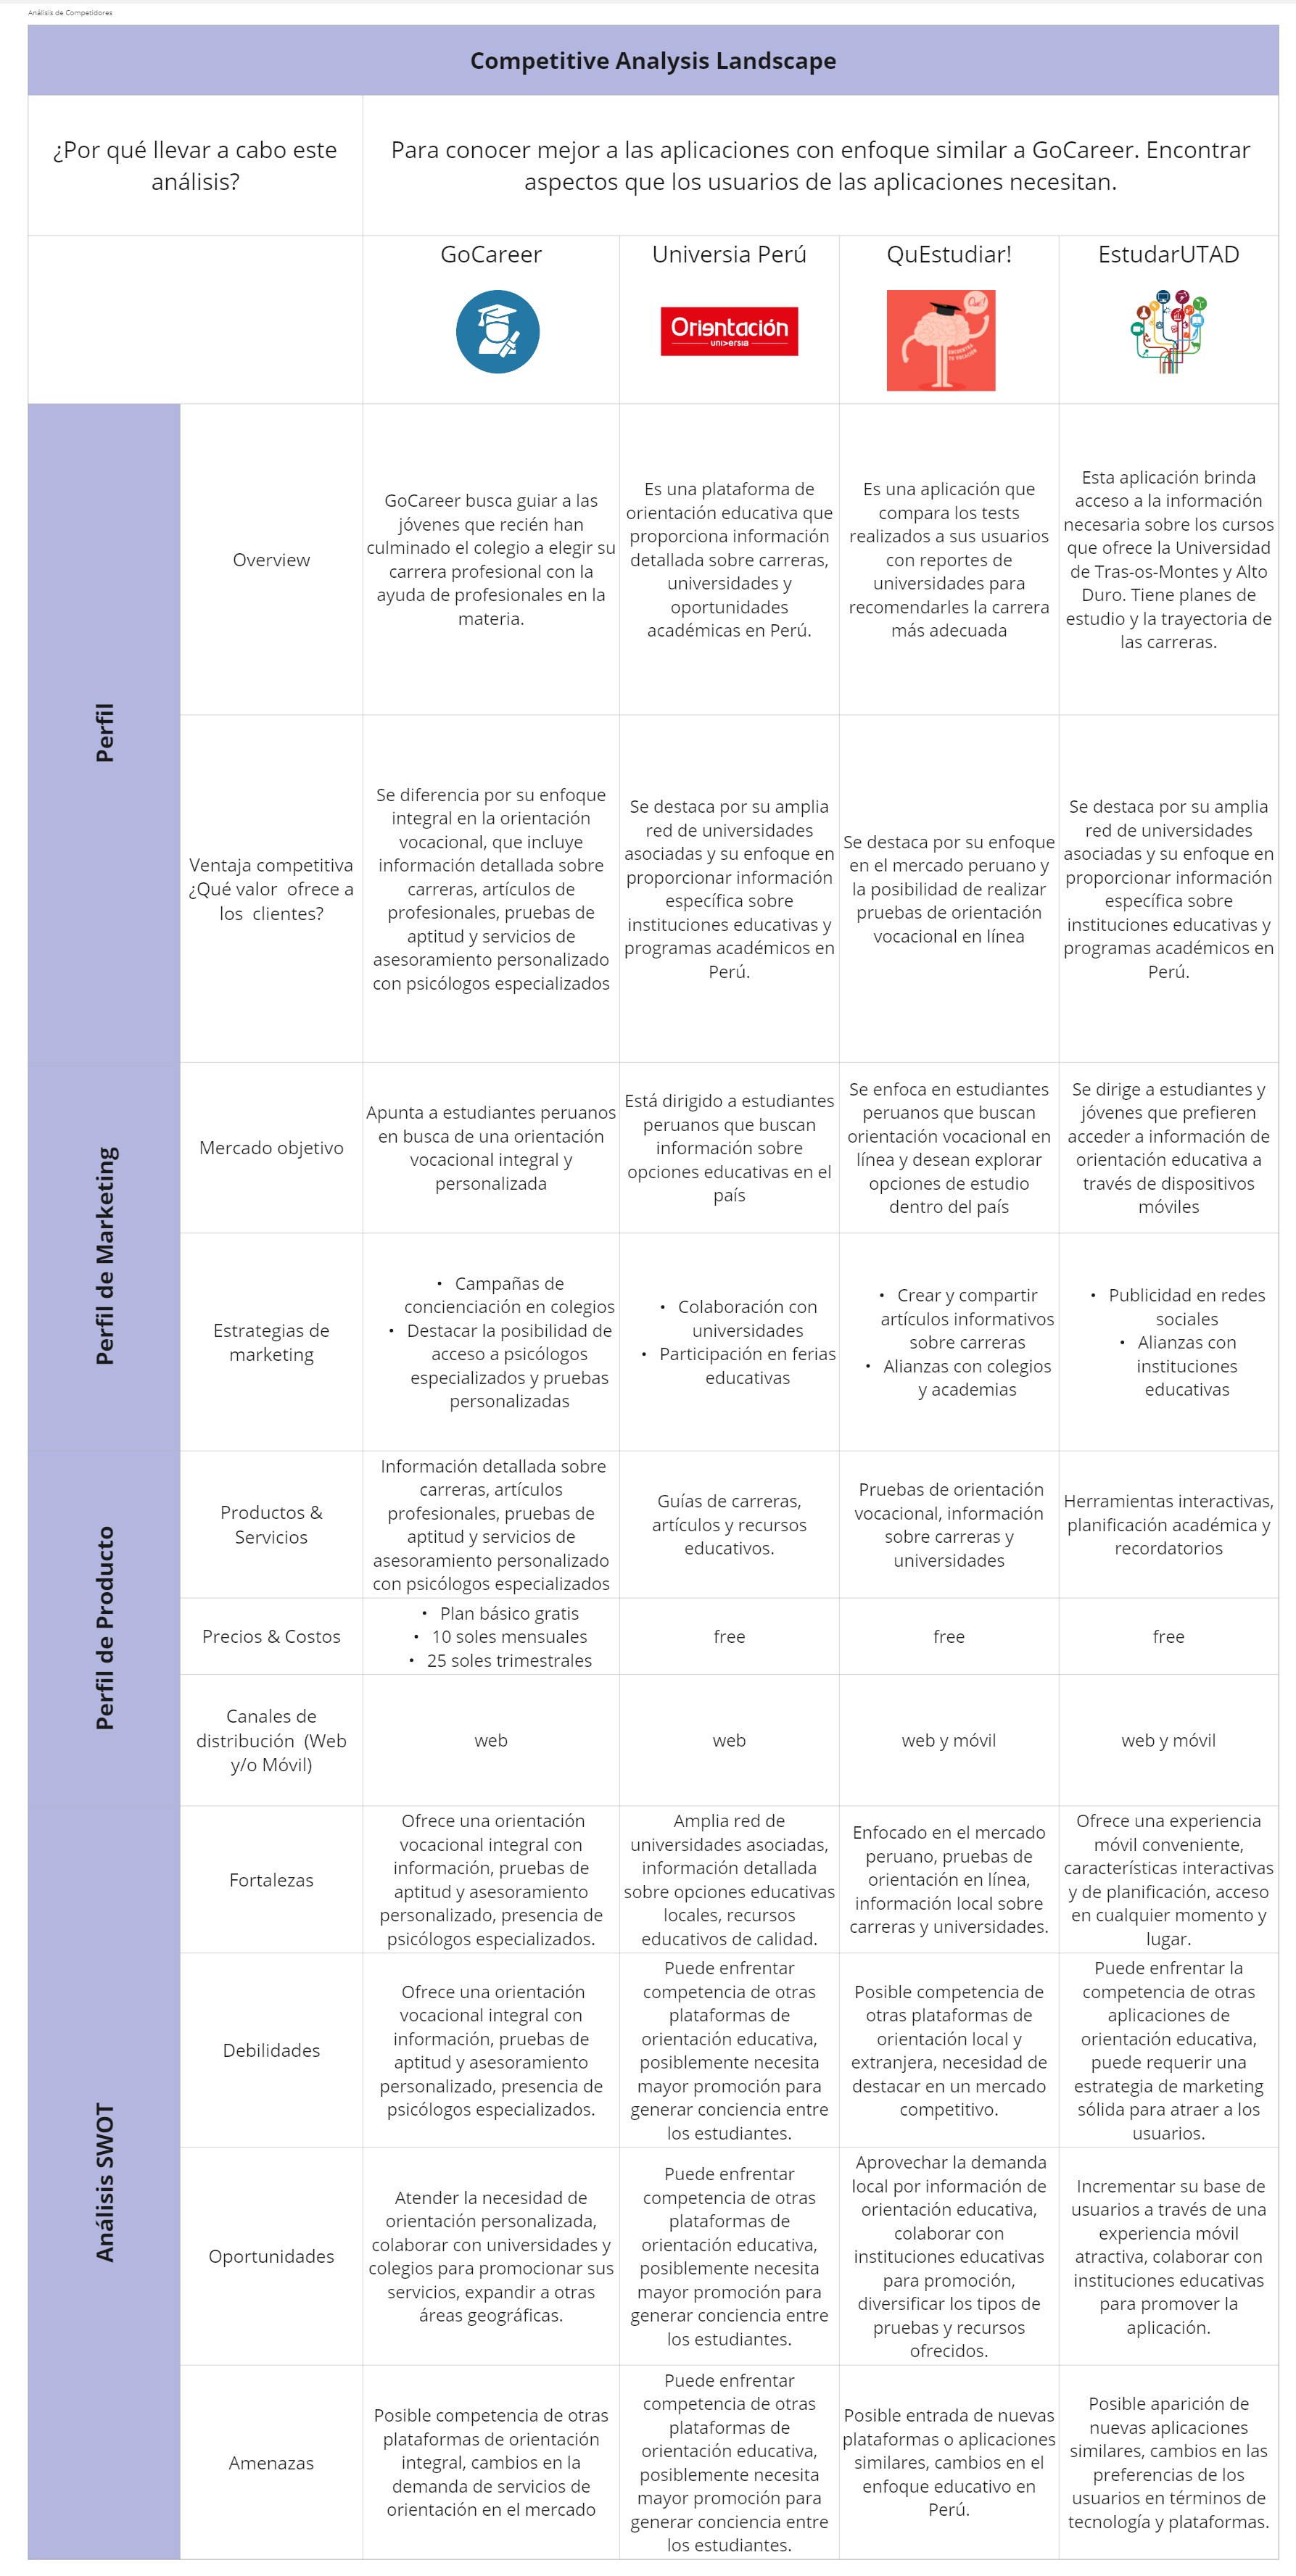 Análisis de Competidores
Competitive Analysis Landscape
¿Por qué llevar a cabo este
análisis?
Para conocer mejor a las aplicaciones con enfoque similar a GoCareer. Encontrar
aspectos que los usuarios de las aplicaciones necesitan.
GoCareer
Universia Perú
Orientación
universia
QuEstudiar!
Que!
ENCUENTRA
TU VOCACIÓN
EstudarUTAD
Perfil
Overview
GoCareer busca guiar a las
jóvenes que recién han
culminado el colegio a elegir su
carrera profesional con la
ayuda de profesionales en la
materia.
Es una plataforma de
orientación educativa que
proporciona información
detallada sobre carreras,
universidades y
oportunidades
académicas en Perú.
Es una aplicación que
compara los tests
realizados a sus usuarios
con reportes de
universidades para
recomendarles la carrera
más adecuada
Esta aplicación brinda
acceso a la información
necesaria sobre los cursos
que ofrece la Universidad
de Tras-os-Montes y Alto
Duro. Tiene planes de
estudio y la trayectoria de
las carreras.
Ventaja competitiva
¿Qué valor  ofrece a
los  clientes?
Se diferencia por su enfoque
integral en la orientación
vocacional, que incluye
información detallada sobre
carreras, artículos de
profesionales, pruebas de
aptitud y servicios de
asesoramiento personalizado
con psicólogos especializados
Se destaca por su amplia
red de universidades
asociadas y su enfoque en
proporcionar información
específica sobre
instituciones educativas y
programas académicos en
Perú.
Se destaca por su enfoque
en el mercado peruano y
la posibilidad de realizar
pruebas de orientación
vocacional en línea
Se destaca por su amplia
red de universidades
asociadas y su enfoque en
proporcionar información
específica sobre
instituciones educativas y
programas académicos en
Perú.
Perfil de Marketing
Mercado objetivo
Apunta a estudiantes peruanos
en busca de una orientación
vocacional integral y
personalizada
Está dirigido a estudiantes
peruanos que buscan
información sobre
opciones educativas en el
país
Se enfoca en estudiantes
peruanos que buscan
orientación vocacional en
línea y desean explorar
opciones de estudio
dentro del país
Se dirige a estudiantes y
jóvenes que prefieren
acceder a información de
orientación educativa a
través de dispositivos
móviles
Estrategias de
marketing
• Campañas de
concienciación en colegios
• Destacar la posibilidad de
acceso a psicólogos
especializados y pruebas
personalizadas
• Colaboración con
universidades
• Participación en ferias
educativas
• Crear y compartir
artículos informativos
sobre carreras
• Alianzas con colegios
y academias
• Publicidad en redes
sociales
• Alianzas con
instituciones
educativas
Perfil de Producto
Productos &
Servicios
Información detallada sobre
carreras, artículos
profesionales, pruebas de
aptitud y servicios de
asesoramiento personalizado
con psicólogos especializados
Guías de carreras,
artículos y recursos
educativos.
Pruebas de orientación
vocacional, información
sobre carreras y
universidades
Herramientas interactivas,
planificación académica y
recordatorios
Precios & Costos
• Plan básico gratis
• 10 soles mensuales
• 25 soles trimestrales
free
free
free
Canales de
distribución  (Web
y/o Móvil)
web
web
web y móvil
web y móvil
Análisis SWOT
Fortalezas
Ofrece una orientación
vocacional integral con
información, pruebas de
aptitud y asesoramiento
personalizado, presencia de
psicólogos especializados.
Amplia red de
universidades asociadas,
información detallada
sobre opciones educativas
locales, recursos
educativos de calidad.
Enfocado en el mercado
peruano, pruebas de
orientación en línea,
información local sobre
carreras y universidades.
Ofrece una experiencia
móvil conveniente,
características interactivas
y de planificación, acceso
en cualquier momento y
lugar.
Debilidades
Ofrece una orientación
vocacional integral con
información, pruebas de
aptitud y asesoramiento
personalizado, presencia de
psicólogos especializados.
Puede enfrentar
competencia de otras
plataformas de
orientación educativa,
posiblemente necesita
mayor promoción para
generar conciencia entre
los estudiantes.
Posible competencia de
otras plataformas de
orientación local y
extranjera, necesidad de
destacar en un mercado
competitivo.
Puede enfrentar la
competencia de otras
aplicaciones de
orientación educativa,
puede requerir una
estrategia de marketing
sólida para atraer a los
usuarios.
Oportunidades
Atender la necesidad de
orientación personalizada,
colaborar con universidades y
colegios para promocionar sus
servicios, expandir a otras
áreas geográficas.
Puede enfrentar
competencia de otras
plataformas de
orientación educativa,
posiblemente necesita
mayor promoción para
generar conciencia entre
los estudiantes.
Aprovechar la demanda
local por información de
orientación educativa,
colaborar con
instituciones educativas
para promoción,
diversificar los tipos de
pruebas y recursos
ofrecidos.
Incrementar su base de
usuarios a través de una
experiencia móvil
atractiva, colaborar con
instituciones educativas
para promover la
aplicación.
Amenazas
Posible competencia de otras
plataformas de orientación
integral, cambios en la
demanda de servicios de
orientación en el mercado
Puede enfrentar
competencia de otras
plataformas de
orientación educativa,
posiblemente necesita
mayor promoción para
generar conciencia entre
los estudiantes.
Posible entrada de nuevas
plataformas o aplicaciones
similares, cambios en el
enfoque educativo en
Perú.
Posible aparición de
nuevas aplicaciones
similares, cambios en las
preferencias de los
usuarios en términos de
tecnología y plataformas.